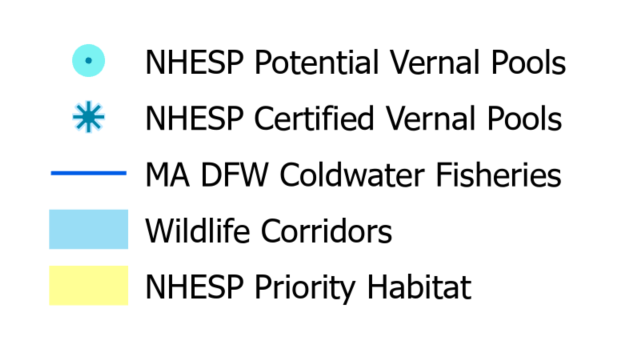 NHESP Potential Vernal Pools
NHESP Certified Vernal Pools
MA DFW Coldwater Fisheries
Wildlife Corridors
NHESP Priority Habitat